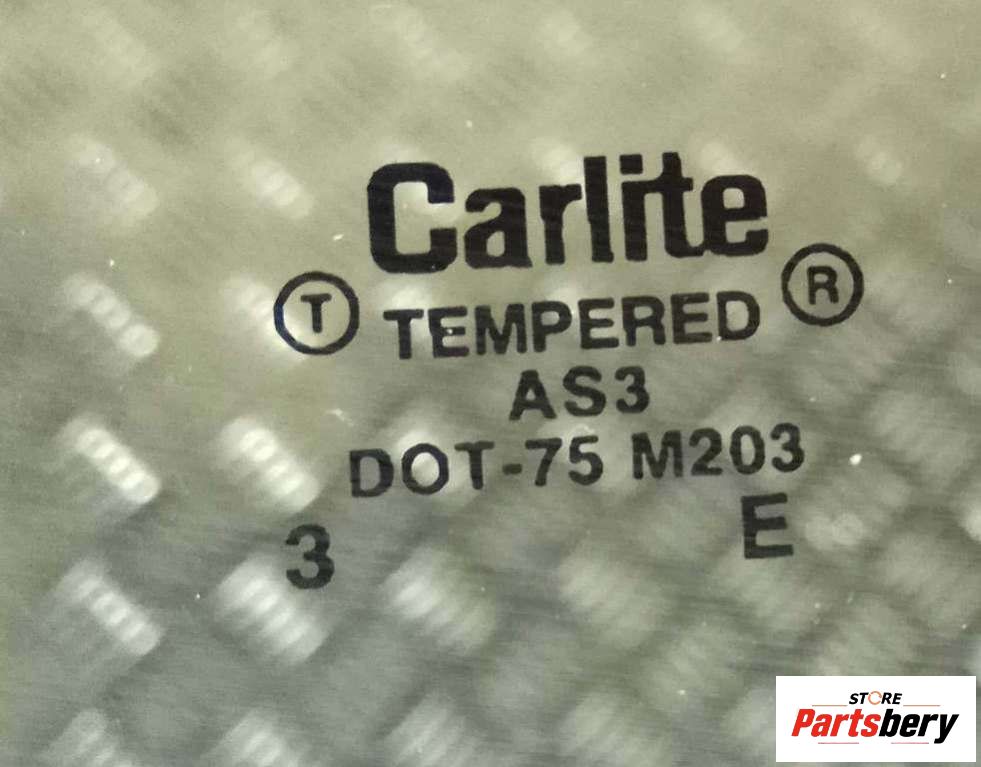 Carlite
Ⓣ TEMPERED ®
AS3
DOT-75 M203
3 E
STORE
Partsbery